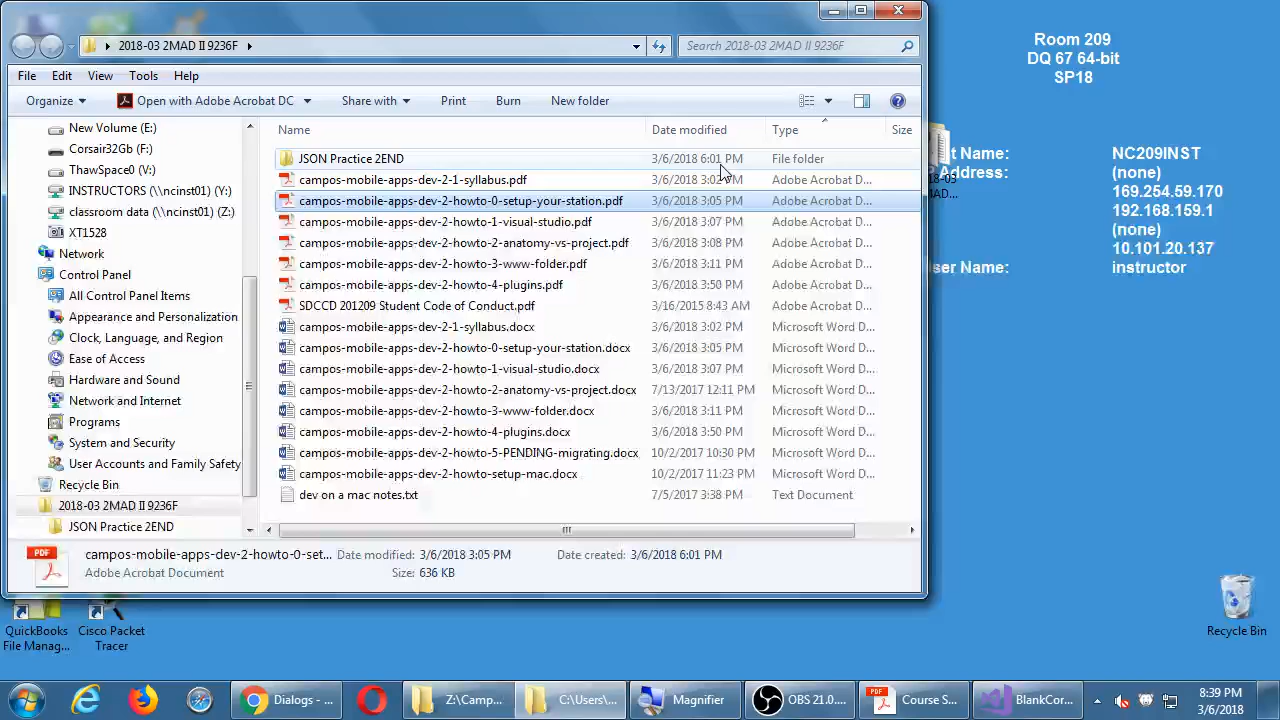 2018-03 2MAD II 9236F
Search 2018-03 2MAD II 9236F
File Edit View Tools Help
Organize Open with Adobe Acrobat DC Share with Print Burn New folder
Name Date modified Type Size
New Volume (E:)
Corsair32Gb (F:)
ThawSpace0 (V:)
INSTRUCTORS (\\ncinst01) (Y:)
classroom data (\\ncinst01) (Z:)
XT1528
Network
Control Panel
All Control Panel Items
Appearance and Personalization
Clock, Language, and Region
Ease of Access
Hardware and Sound
Network and Internet
Programs
System and Security
User Accounts and Family Safety
Recycle Bin
2018-03 2MAD II 9236F
JSON Practice 2END
JSON Practice 2END 3/6/2018 6:01 PM File folder
campos-mobile-apps-dev-2-1-syllabus.pdf 3/6/2018 3:02 PM Adobe Acrobat D...
campos-mobile-apps-dev-2-howto-0-setup-your-station.pdf 3/6/2018 3:05 PM Adobe Acrobat D...
campos-mobile-apps-dev-2-howto-1-visual-studio.pdf 3/6/2018 3:07 PM Adobe Acrobat D...
campos-mobile-apps-dev-2-howto-2-anatomy-vs-project.pdf 3/6/2018 3:08 PM Adobe Acrobat D...
campos-mobile-apps-dev-2-howto-3-www-folder.pdf 3/6/2018 3:11 PM Adobe Acrobat D...
campos-mobile-apps-dev-2-howto-4-plugins.pdf 3/6/2018 3:50 PM Adobe Acrobat D...
SDCCD 201209 Student Code of Conduct.pdf 3/16/2015 8:43 AM Adobe Acrobat D...
campos-mobile-apps-dev-2-1-syllabus.docx 3/6/2018 3:02 PM Microsoft Word D...
campos-mobile-apps-dev-2-howto-0-setup-your-station.docx 3/6/2018 3:05 PM Microsoft Word D...
campos-mobile-apps-dev-2-howto-1-visual-studio.docx 3/6/2018 3:07 PM Microsoft Word D...
campos-mobile-apps-dev-2-howto-2-anatomy-vs-project.docx 7/13/2017 12:11 PM Microsoft Word D...
campos-mobile-apps-dev-2-howto-3-www-folder.docx 3/6/2018 3:11 PM Microsoft Word D...
campos-mobile-apps-dev-2-howto-4-plugins.docx 3/6/2018 3:50 PM Microsoft Word D...
campos-mobile-apps-dev-2-howto-5-PENDING-migrating.docx 10/2/2017 10:30 PM Microsoft Word D...
campos-mobile-apps-dev-2-howto-setup-mac.docx 10/2/2017 11:23 PM Microsoft Word D...
dev on a mac notes.txt 7/5/2017 3:38 PM Text Document
PDF
campos-mobile-apps-dev-2-howto-0-set... Date modified: 3/6/2018 3:05 PM Date created: 3/6/2018 6:01 PM
Adobe Acrobat Document Size: 636 KB
Room 209
DQ 67 64-bit
SP18
t Name: NC209INST
Address: (none)
169.254.59.170
192.168.159.1
(none)
10.101.20.137
ser Name: instructor
QuickBooks
File Manag...
Cisco Packet
Tracer
Recycle Bin
Dialogs - ... Z:\Camp... C:\Users\... Magnifier OBS 21.0.... PDF Course S... BlankCor...
8:39 PM
3/6/2018